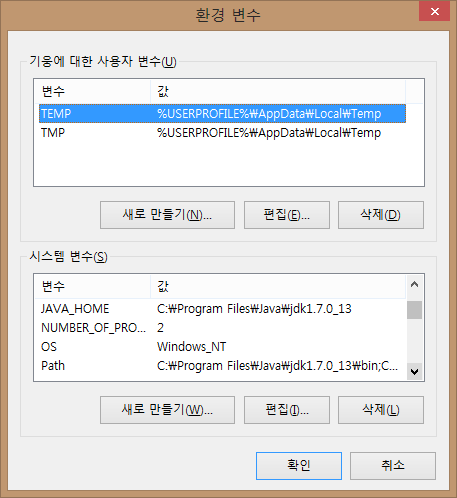 환경 변수
기웅에 대한 사용자 변수(U)
변수 값
TEMP %USERPROFILE%₩AppData₩Local₩Temp
TMP %USERPROFILE%₩AppData₩Local₩Temp
새로 만들기(N)... 편집(E)... 삭제(D)
시스템 변수(S)
변수 값
JAVA_HOME C:₩Program Files₩Java₩jdk1.7.0_13
NUMBER_OF_PRO... 2
OS Windows_NT
Path C:₩Program Files₩Java₩jdk1.7.0_13₩bin;C...
새로 만들기(W)... 편집(I)... 삭제(L)
확인 취소